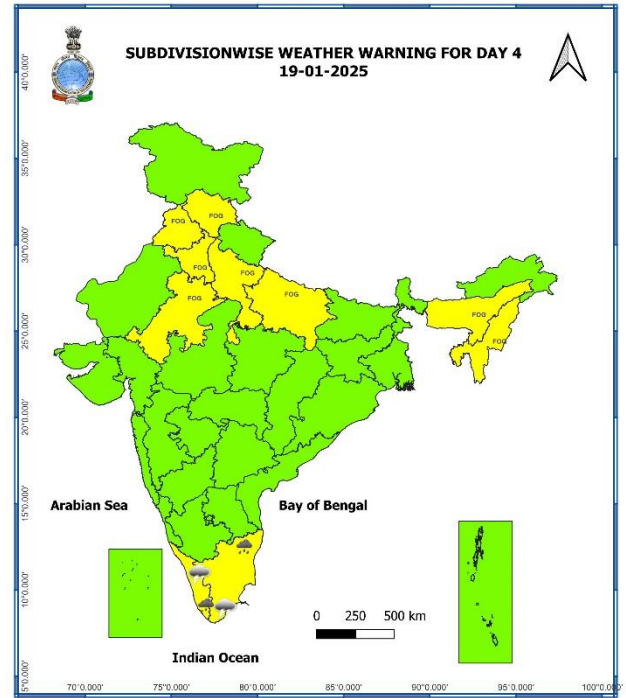 SUBDIVISIONWISE WEATHER WARNING FOR DAY 4
19-01-2025
40°0.000'
35°0.000'
30°0.000'
25°0.000'
20°0.000'
15°0.000'
10°0.000'
5°0.000'
FOG
FOG
FOG
FOG
FOG
FOG
FOG
FOG
Arabian Sea
Bay of Bengal
0 250 500 km
Indian Ocean
70°0.000' 75°0.000' 80°0.000' 85°0.000' 90°0.000' 95°0.000' 100°0.000'